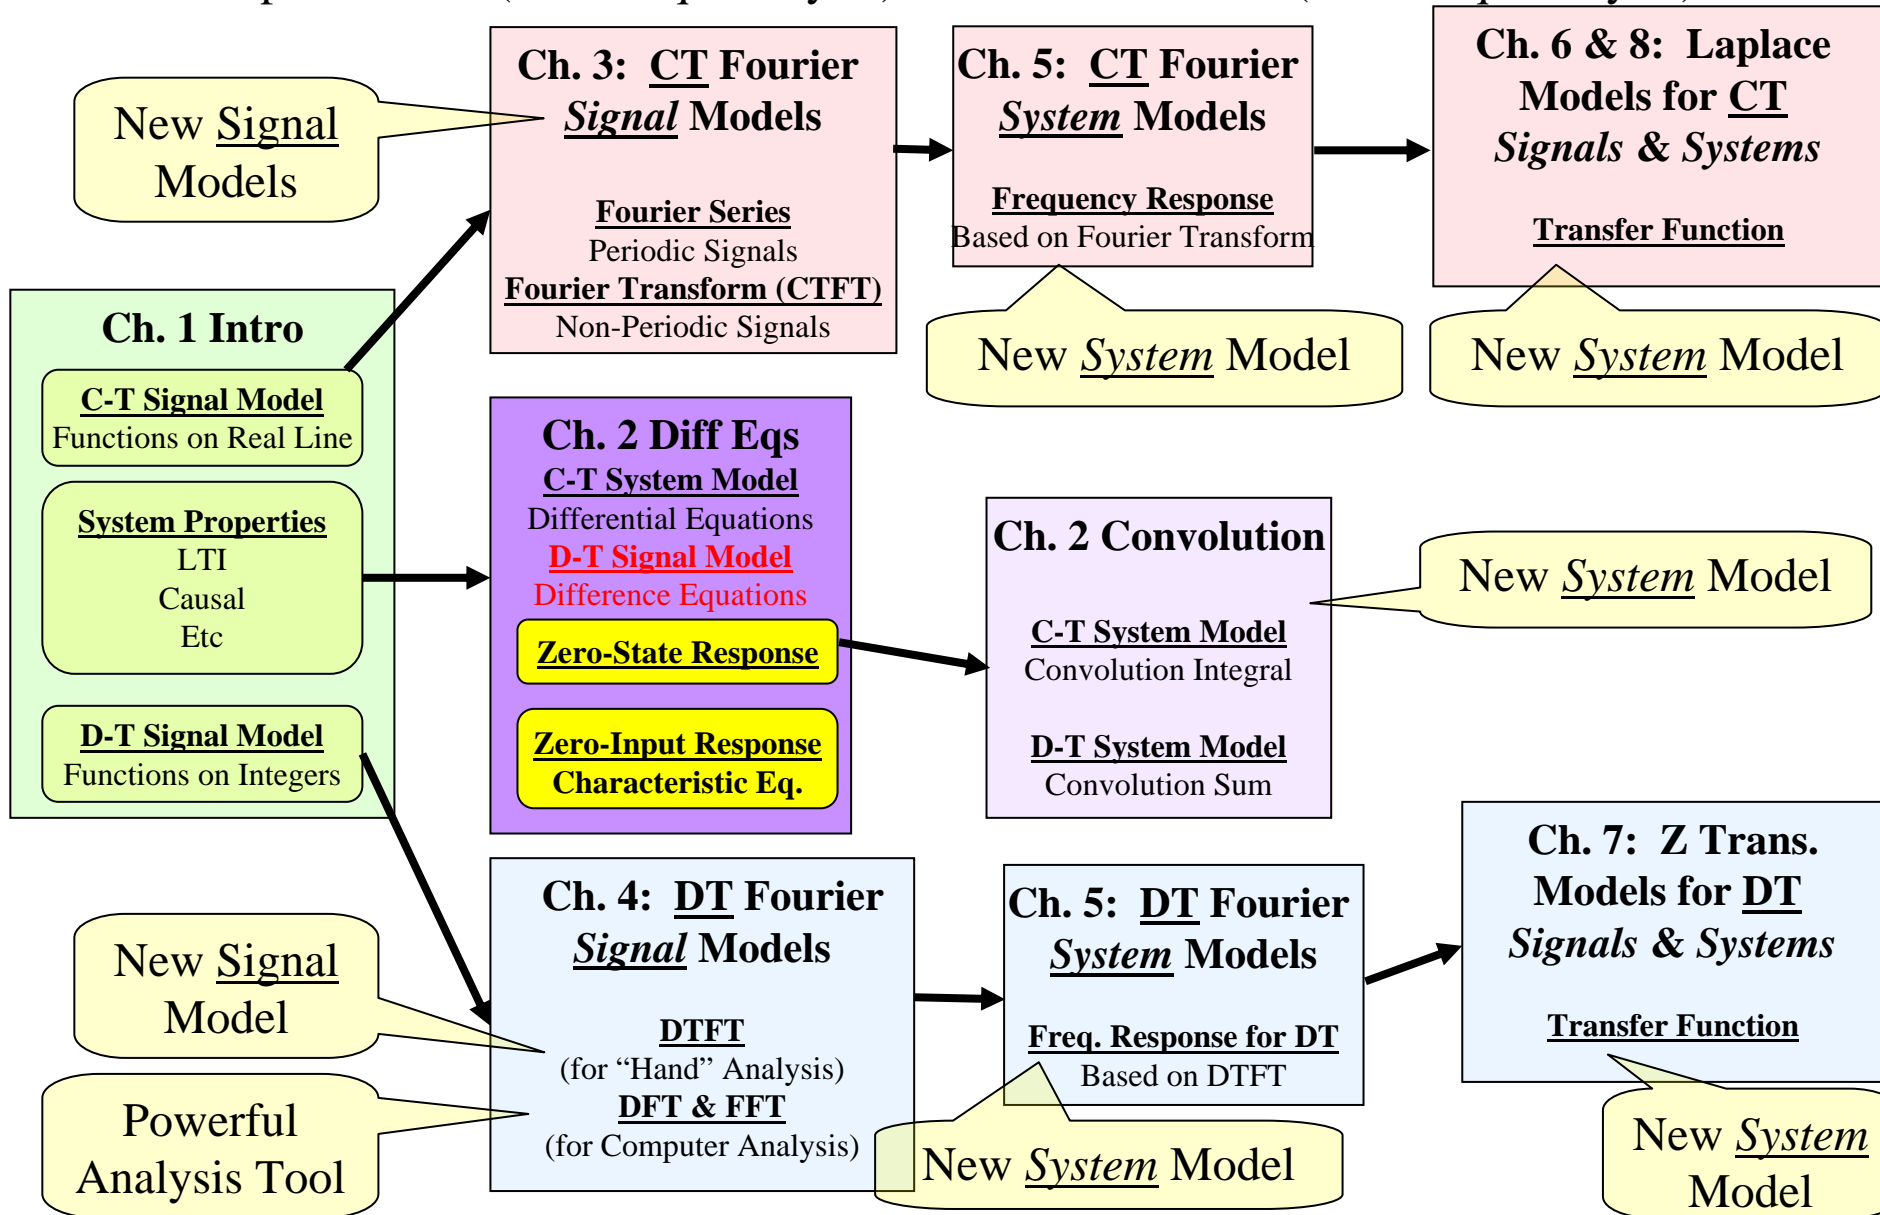 Ch. 3: CT Fourier
Signal Models
Fourier Series
Periodic Signals
Fourier Transform (CTFT)
Non-Periodic Signals
New Signal
Models
Ch. 5: CT Fourier
System Models
Frequency Response
Based on Fourier Transform
New System Model
Ch. 6 & 8: Laplace
Models for CT
Signals & Systems
Transfer Function
New System Model
Ch. 1 Intro
C-T Signal Model
Functions on Real Line
System Properties
LTI
Causal
Etc
D-T Signal Model
Functions on Integers
Ch. 2 Diff Eqs
C-T System Model
Differential Equations
D-T Signal Model
Difference Equations
Zero-State Response
Zero-Input Response
Characteristic Eq.
Ch. 2 Convolution
C-T System Model
Convolution Integral
D-T System Model
Convolution Sum
New System Model
Ch. 4: DT Fourier
Signal Models
DTFT
(for “Hand” Analysis)
DFT & FFT
(for Computer Analysis)
New Signal
Model
Powerful
Analysis Tool
Ch. 5: DT Fourier
System Models
Freq. Response for DT
Based on DTFT
New System Model
Ch. 7: Z Trans.
Models for DT
Signals & Systems
Transfer Function
New System
Model